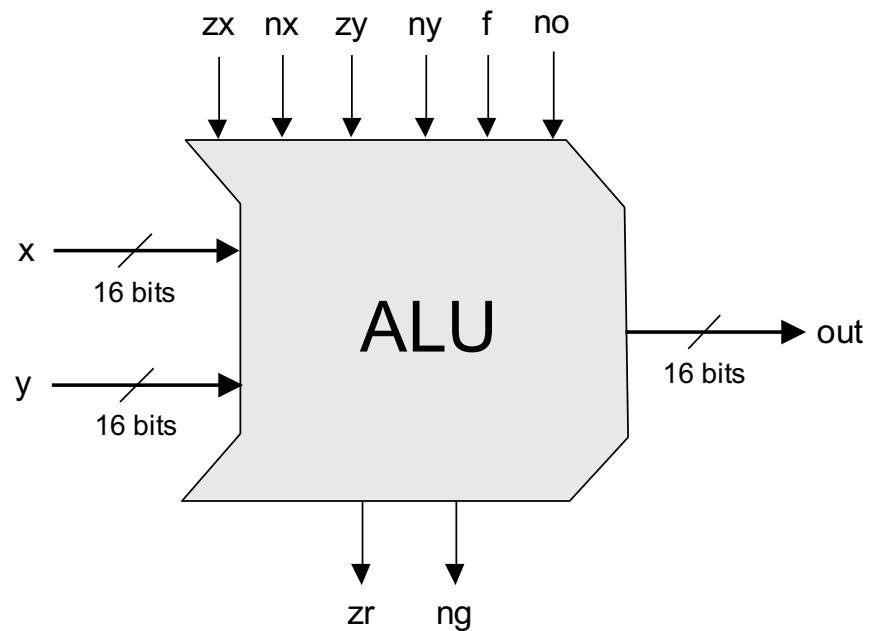 zx nx zy ny f no
x
16 bits
ALU
out
16 bits
y
16 bits
zr ng